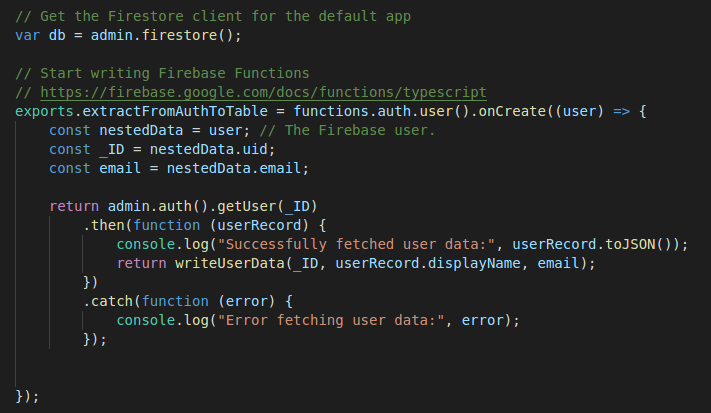 // Get the Firestore client for the default app
var db = admin.firestore();
// Start writing Firebase Functions
// https://firebase.google.com/docs/functions/typescript
exports.extractFromAuthToTable = functions.auth.user().onCreate((user) => {
const nestedData = user; // The Firebase user.
const _ID = nestedData.uid;
const email = nestedData.email;
return admin.auth().getUser(_ID)
.then(function (userRecord) {
console.log("Successfully fetched user data:", userRecord.toJSON());
return writeUserData(_ID, userRecord.displayName, email);
})
.catch(function (error) {
console.log("Error fetching user data:", error);
});
});